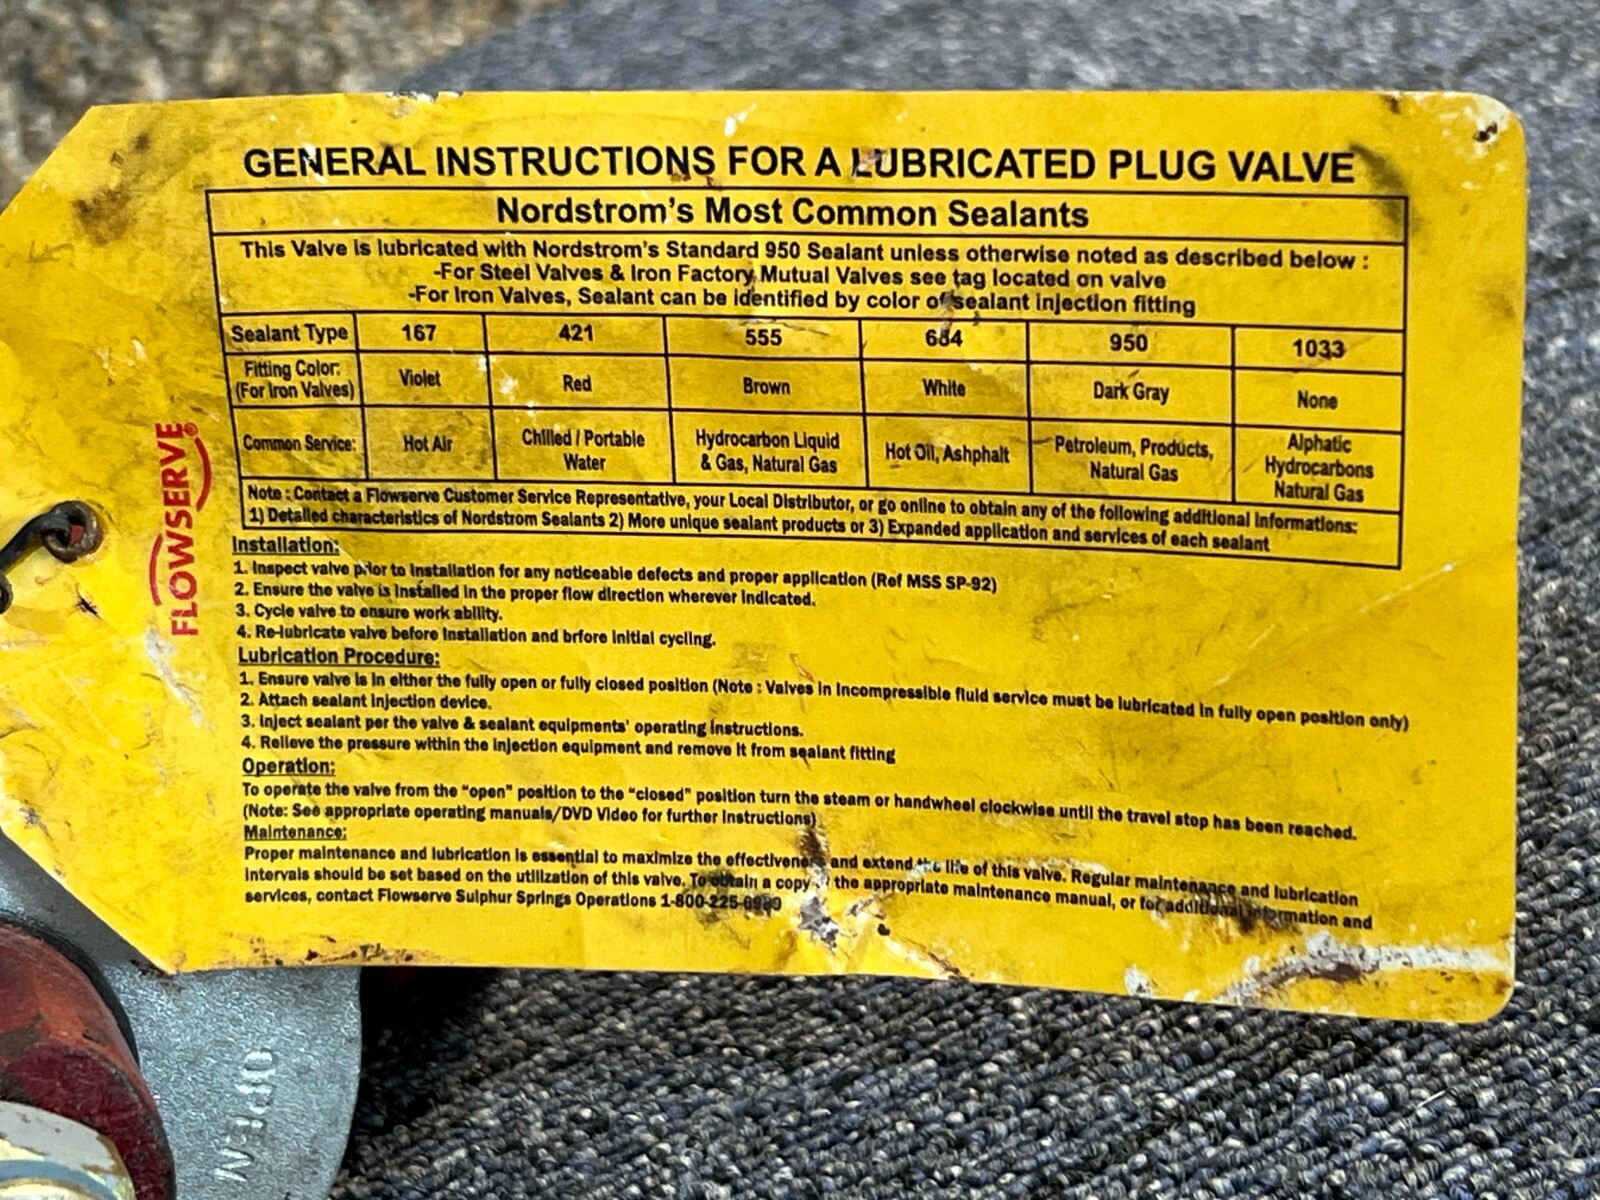 GENERAL INSTRUCTIONS FOR A LUBRICATED PLUG VALVE
Nordstrom's Most Common Sealants
This Valve is lubricated with Nordstrom's Standard 950 Sealant unless otherwise noted as described below :
-For Steel Valves & Iron Factory Mutual Valves see tag located on valve
-For Iron Valves, Sealant can be identified by color of sealant injection fitting
Sealant Type 167 421 555 684 950 1033
Fitting Color: (For Iron Valves) Violet Red Brown White Dark Gray None
Common Service: Hot Air Chilled / Portable Water Hydrocarbon Liquid & Gas, Natural Gas Hot Oil, Ashphalt Petroleum, Products, Natural Gas Alphatic Hydrocarbons Natural Gas
Note : Contact a Flowserve Customer Service Representative, your Local Distributor, or go online to obtain any of the following additional informations:
1) Detailed characteristics of Nordstrom Sealants 2) More unique sealant products or 3) Expanded application and services of each sealant
FLOWSERVE®
Installation:
1. Inspect valve prior to installation for any noticeable defects and proper application (Ref MSS SP-92)
2. Ensure the valve is installed in the proper flow direction wherever indicated.
3. Cycle valve to ensure work ability.
4. Re-lubricate valve before installation and brfore initial cycling.
Lubrication Procedure:
1. Ensure valve is in either the fully open or fully closed position (Note : Valves in incompressible fluid service must be lubricated in fully open position only)
2. Attach sealant injection device.
3. Inject sealant per the valve & sealant equipments' operating instructions.
4. Relieve the pressure within the injection equipment and remove it from sealant fitting
Operation:
To operate the valve from the "open" position to the "closed" position turn the steam or handwheel clockwise until the travel stop has been reached.
(Note: See appropriate operating manuals/DVD Video for further instructions)
Maintenance:
Proper maintenance and lubrication is essential to maximize the effectiveness and extend the life of this valve. Regular maintenance and lubrication
intervals should be set based on the utilization of this valve. To obtain a copy of the appropriate maintenance manual, or for additional information and
services, contact Flowserve Sulphur Springs Operations 1-800-225-
OPEN